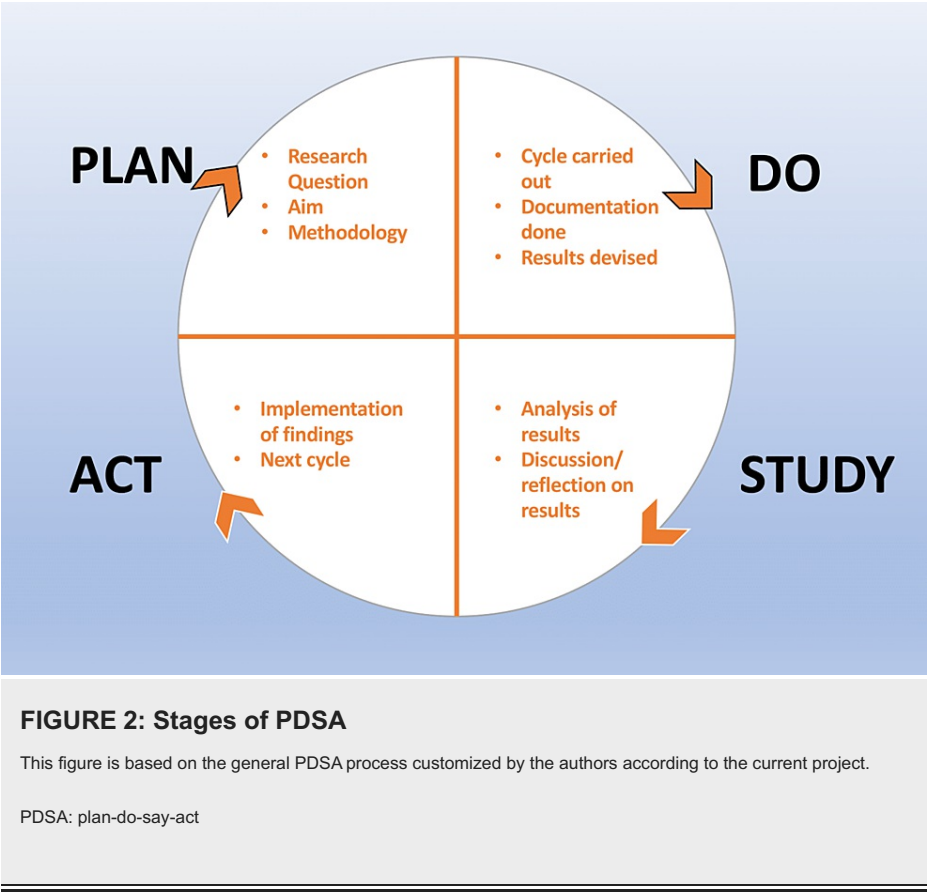 PLAN
• Research
Question
• Aim
• Methodology
• Cycle carried
out
• Documentation
done
• Results devised
DO
ACT
• Implementation
of findings
• Next cycle
• Analysis of
results
• Discussion/
reflection on
results
STUDY
FIGURE 2: Stages of PDSA
This figure is based on the general PDSA process customized by the authors according to the current project.
PDSA: plan-do-say-act